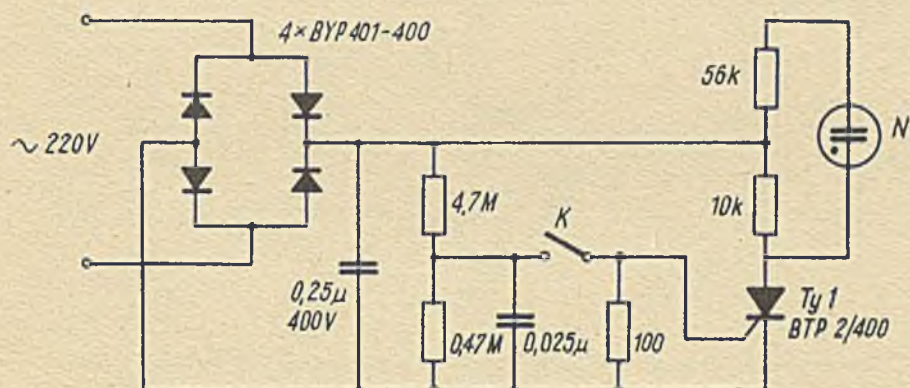 4×BYP401-400
~ 220V
56k
N
4,7M
10k
K
0,25μ
400V
0,47M
0,025μ
100
Ty 1
BTP 2/400